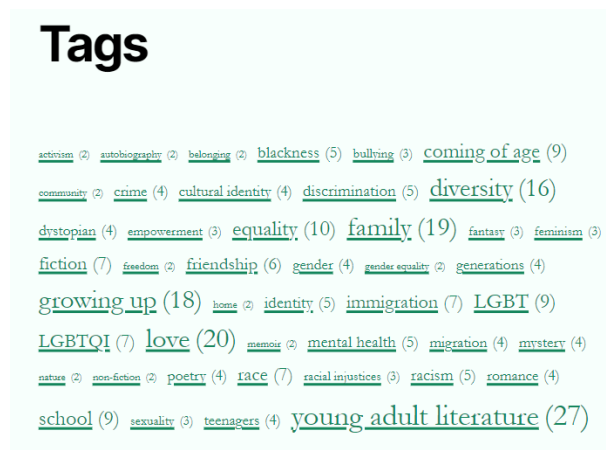 Tags
activism (2) autobiography (2) belonging (2) blackness (5) bullying (3) coming of age (9)
community (2) crime (4) cultural identity (4) discrimination (5) diversity (16)
dystopian (4) empowerment (3) equality (10) family (19) fantasy (3) feminism (3)
fiction (7) freedom (2) friendship (6) gender (4) gender equality (2) generations (4)
growing up (18) home (2) identity (5) immigration (7) LGBT (9)
LGBTQI (7) love (20) memoir (2) mental health (5) migration (4) mystery (4)
nature (2) non-fiction (2) poetry (4) race (7) racial injustices (3) racism (5) romance (4)
school (9) sexuality (3) teenagers (4) young adult literature (27)